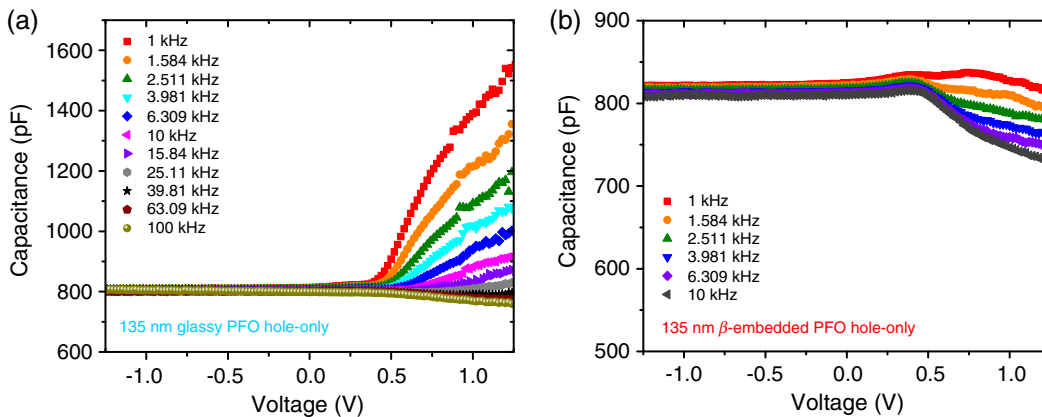 (a)
Capacitance (pF)
1600
1400
1200
1000
800
600
1 kHz
1.584 kHz
2.511 kHz
3.981 kHz
6.309 kHz
10 kHz
15.84 kHz
25.11 kHz
39.81 kHz
63.09 kHz
100 kHz
135 nm glassy PFO hole-only
-1.0 -0.5 0.0 0.5 1.0
Voltage (V)
(b)
Capacitance (pF)
900
800
700
600
500
1 kHz
1.584 kHz
2.511 kHz
3.981 kHz
6.309 kHz
10 kHz
135 nm β-embedded PFO hole-only
-1.0 -0.5 0.0 0.5 1.0
Voltage (V)